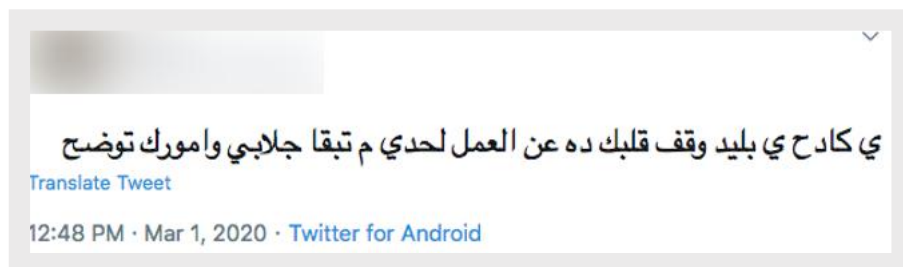 ي كادح ي بليد وقف قلبك ده عن العمل لحدي م تبقا جلابي وامورك توضح
Translate Tweet
12:48 PM · Mar 1, 2020 · Twitter for Android